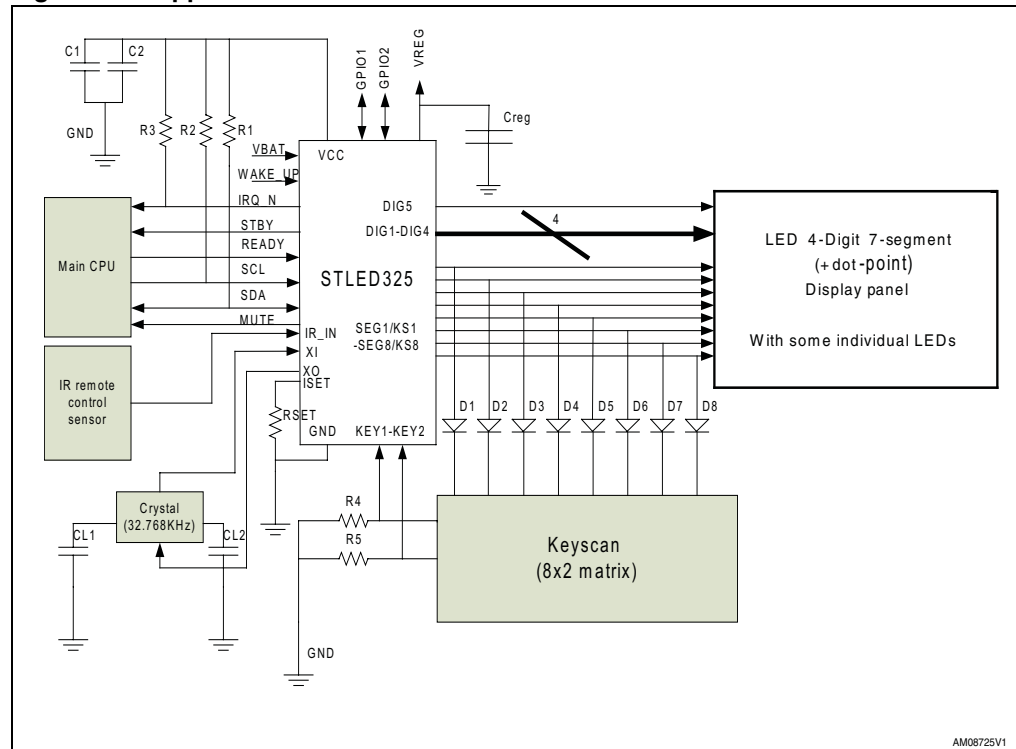 C1
C2
GPIO1
GPIO2
VREG
Creg
GND
R3
R2
R1
VBAT
VCC
WAKE_UP
IRQ_N
DIG5
STBY
4
DIG1-DIG4
READY
Main CPU
STLED325
SCL
SDA
SEG1/KS1
-SEG8/KS8
MUTE
IR_IN
XI
XO
ISET
IR remote
control
sensor
RSET
GND
KEY1-KEY2
LED 4-Digit 7-segment
(+dot-point)
Display panel
With some individual LEDs
D1
D2
D3
D4
D5
D6
D7
D8
R4
R5
Crystal
(32.768KHz)
CL1
CL2
Keyscan
(8x2 matrix)
GND
AM08725V1